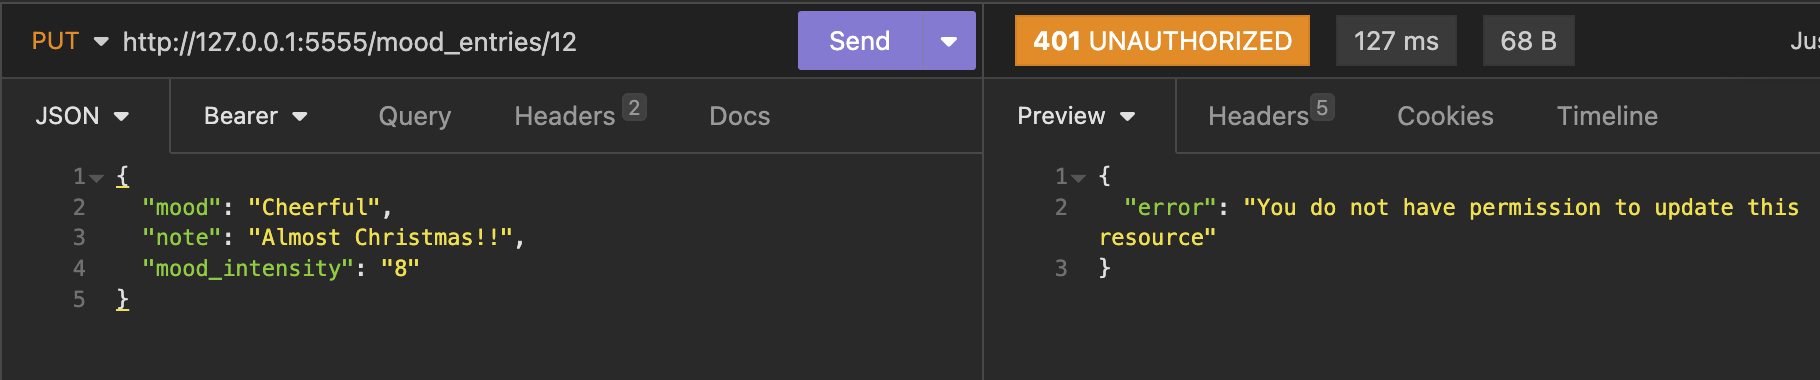 PUT http://127.0.0.1:5555/mood_entries/12 Send 401 UNAUTHORIZED 127 ms 68 B
JSON Bearer Query Headers 2 Docs Preview Headers 5 Cookies Timeline
1 {
2 "mood": "Cheerful",
3 "note": "Almost Christmas!!",
4 "mood_intensity": "8"
5 }
1 {
2 "error": "You do not have permission to update this
resource"
3 }